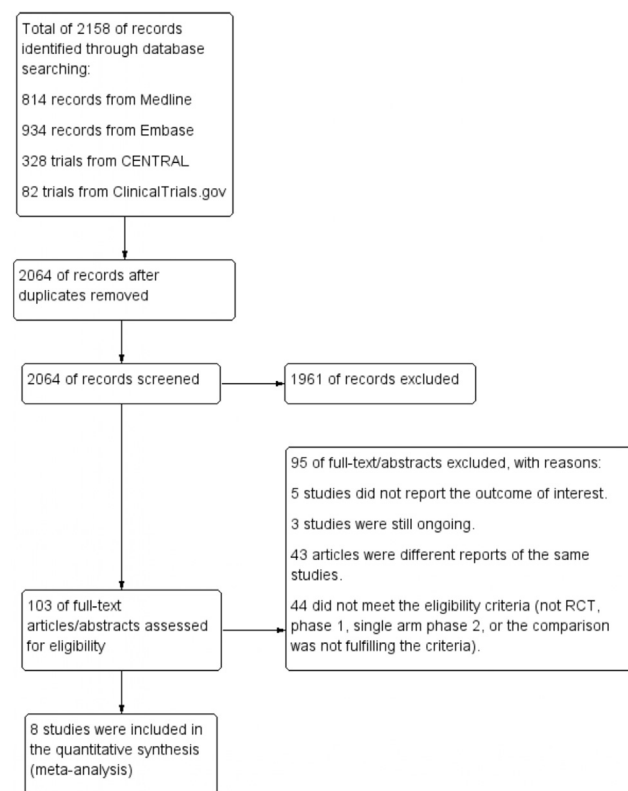 Total of 2158 of records
identified through database
searching:
814 records from Medline
934 records from Embase
328 trials from CENTRAL
82 trials from ClinicalTrials.gov
2064 of records after
duplicates removed
2064 of records screened
1961 of records excluded
95 of full-text/abstracts excluded, with reasons:
5 studies did not report the outcome of interest.
3 studies were still ongoing.
43 articles were different reports of the same
studies.
44 did not meet the eligibility criteria (not RCT,
phase 1, single arm phase 2, or the comparison
was not fulfilling the criteria).
103 of full-text
articles/abstracts assessed
for eligibility
8 studies were included in
the quantitative synthesis
(meta-analysis)